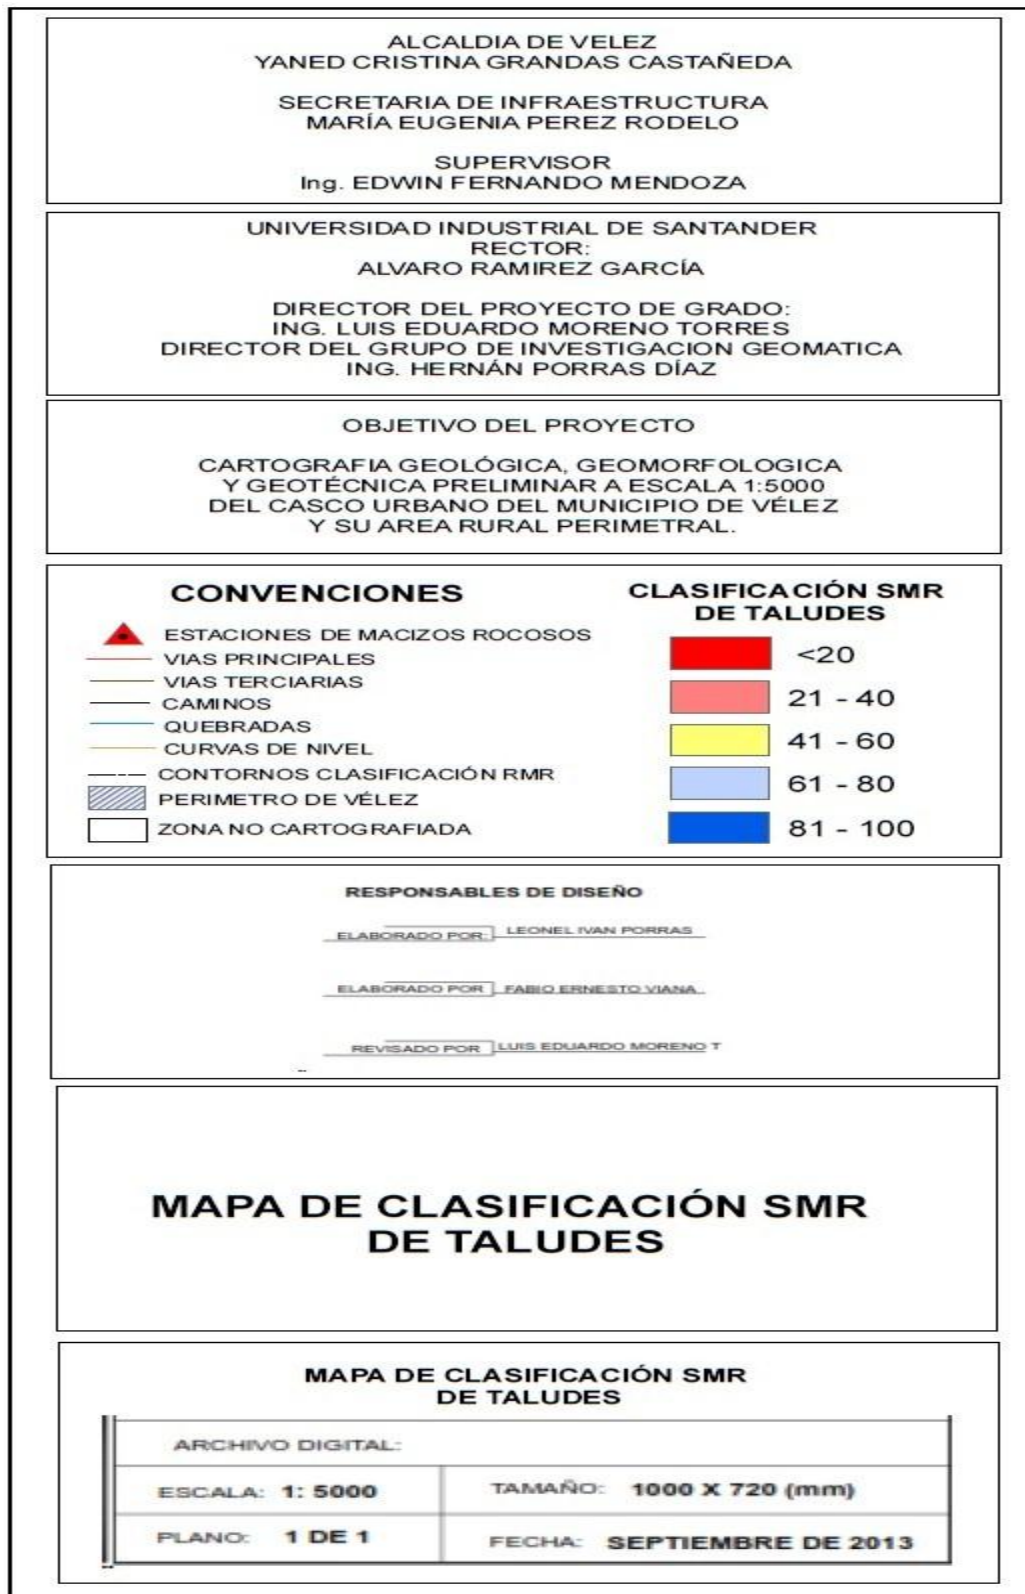 ALCALDIA DE VELEZ
YANED CRISTINA GRANDAS CASTAÑEDA
SECRETARIA DE INFRAESTRUCTURA
MARÍA EUGENIA PEREZ RODELO
SUPERVISOR
Ing. EDWIN FERNANDO MENDOZA
UNIVERSIDAD INDUSTRIAL DE SANTANDER
RECTOR:
ALVARO RAMIREZ GARCÍA
DIRECTOR DEL PROYECTO DE GRADO:
ING. LUIS EDUARDO MORENO TORRES
DIRECTOR DEL GRUPO DE INVESTIGACION GEOMATICA
ING. HERNÁN PORRAS DÍAZ
OBJETIVO DEL PROYECTO
CARTOGRAFIA GEOLÓGICA, GEOMORFOLOGICA
Y GEOTÉCNICA PRELIMINAR A ESCALA 1:5000
DEL CASCO URBANO DEL MUNICIPIO DE VÉLEZ
Y SU AREA RURAL PERIMETRAL.
CONVENCIONES
ESTACIONES DE MACIZOS ROCOSOS
VIAS PRINCIPALES
VIAS TERCIARIAS
CAMINOS
QUEBRADAS
CURVAS DE NIVEL
CONTORNOS CLASIFICACIÓN RMR
PERIMETRO DE VÉLEZ
ZONA NO CARTOGRAFIADA
CLASIFICACIÓN SMR
DE TALUDES
<20
21 - 40
41 - 60
61 - 80
81 - 100
RESPONSABLES DE DISEÑO
ELABORADO POR: LEONEL IVAN PORRAS
ELABORADO POR FABIO ERNESTO VIANA
REVISADO POR LUIS EDUARDO MORENO T
MAPA DE CLASIFICACIÓN SMR
DE TALUDES
MAPA DE CLASIFICACIÓN SMR
DE TALUDES
ARCHIVO DIGITAL:
ESCALA: 1: 5000 TAMAÑO: 1000 X 720 (mm)
PLANO: 1 DE 1 FECHA: SEPTIEMBRE DE 2013